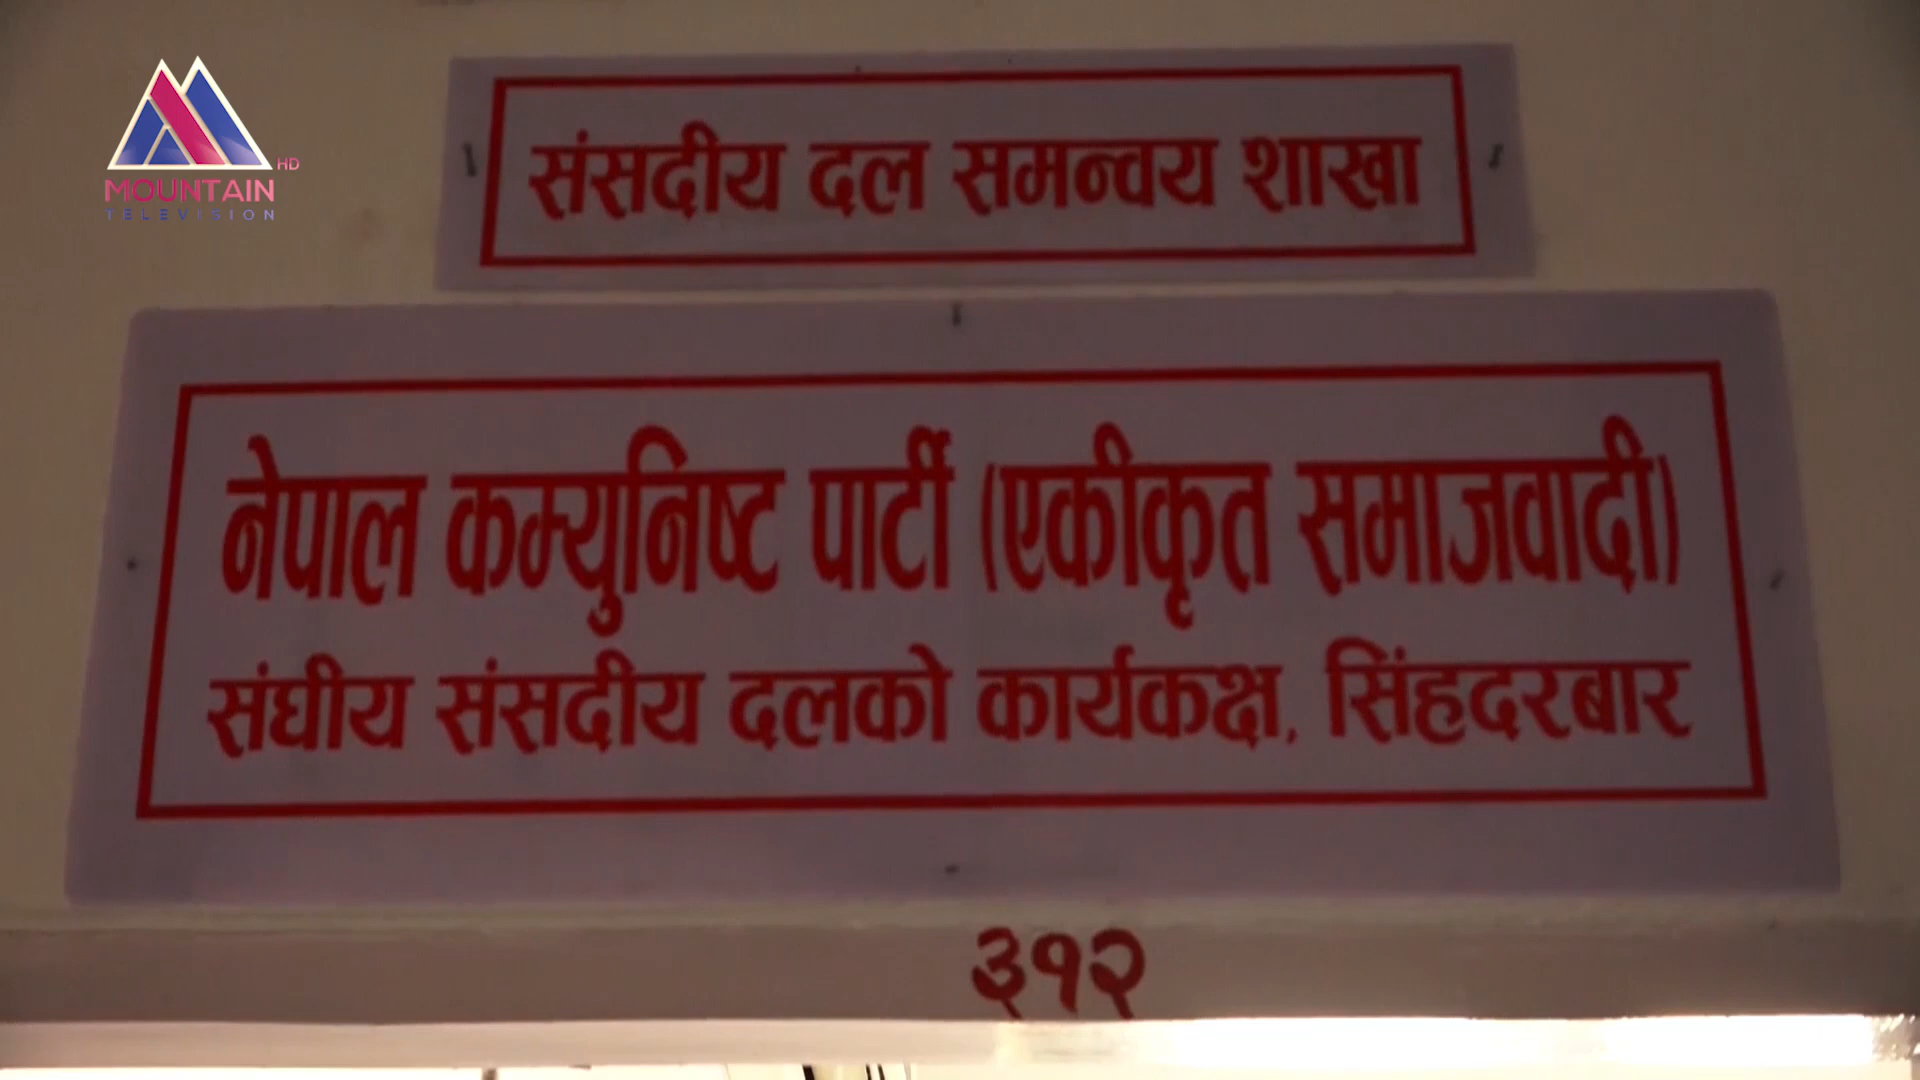 MOUNTAIN HD
TELEVISION
संसदीय दल समन्वय शाखा
नेपाल कम्युनिष्ट पार्टी (एकीकृत समाजवादी)
संघीय संसदीय दलको कार्यकक्ष, सिंहदरबार
३१२